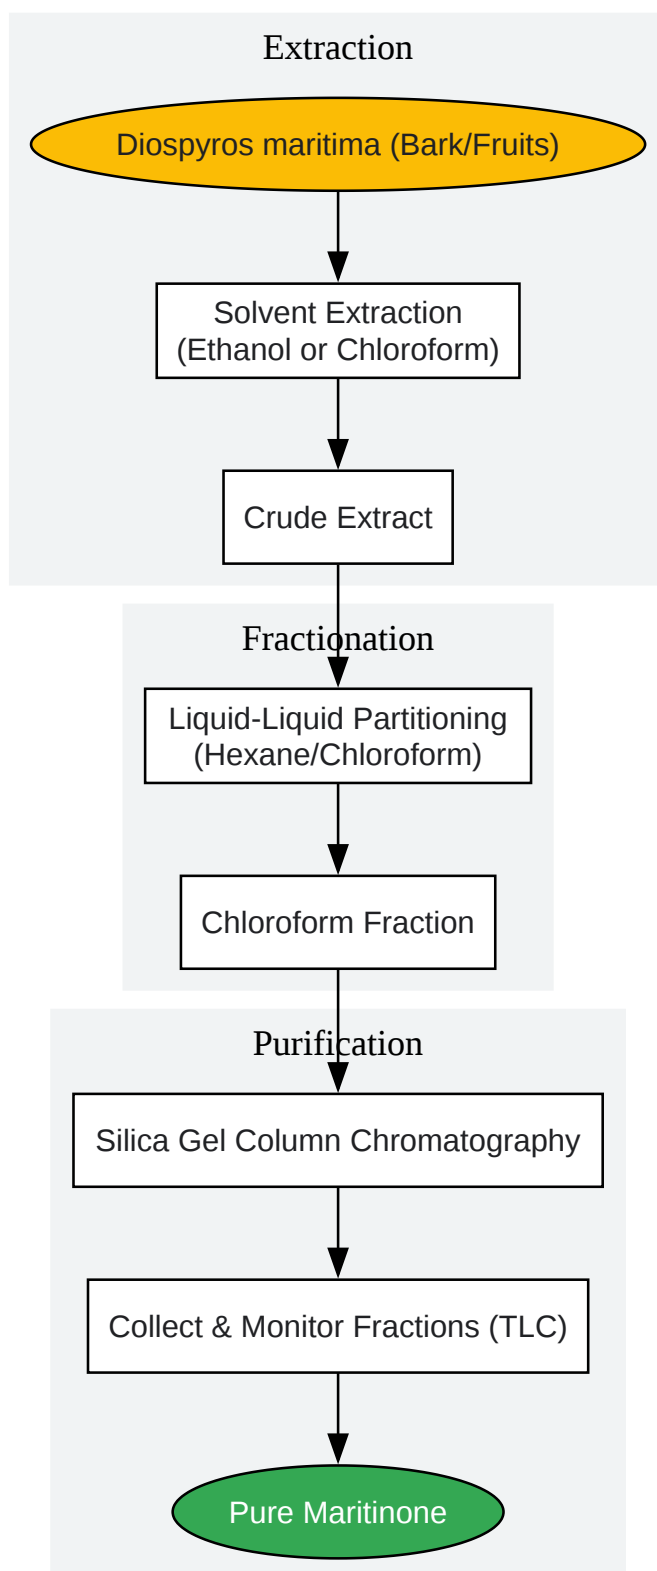 Extraction
Diospyros maritima (Bark/Fruits)
Solvent Extraction
(Ethanol or Chloroform)
Crude Extract
Fractionation
Liquid-Liquid Partitioning
(Hexane/Chloroform)
Chloroform Fraction
Purification
Silica Gel Column Chromatography
Collect & Monitor Fractions (TLC)
Pure Maritinone